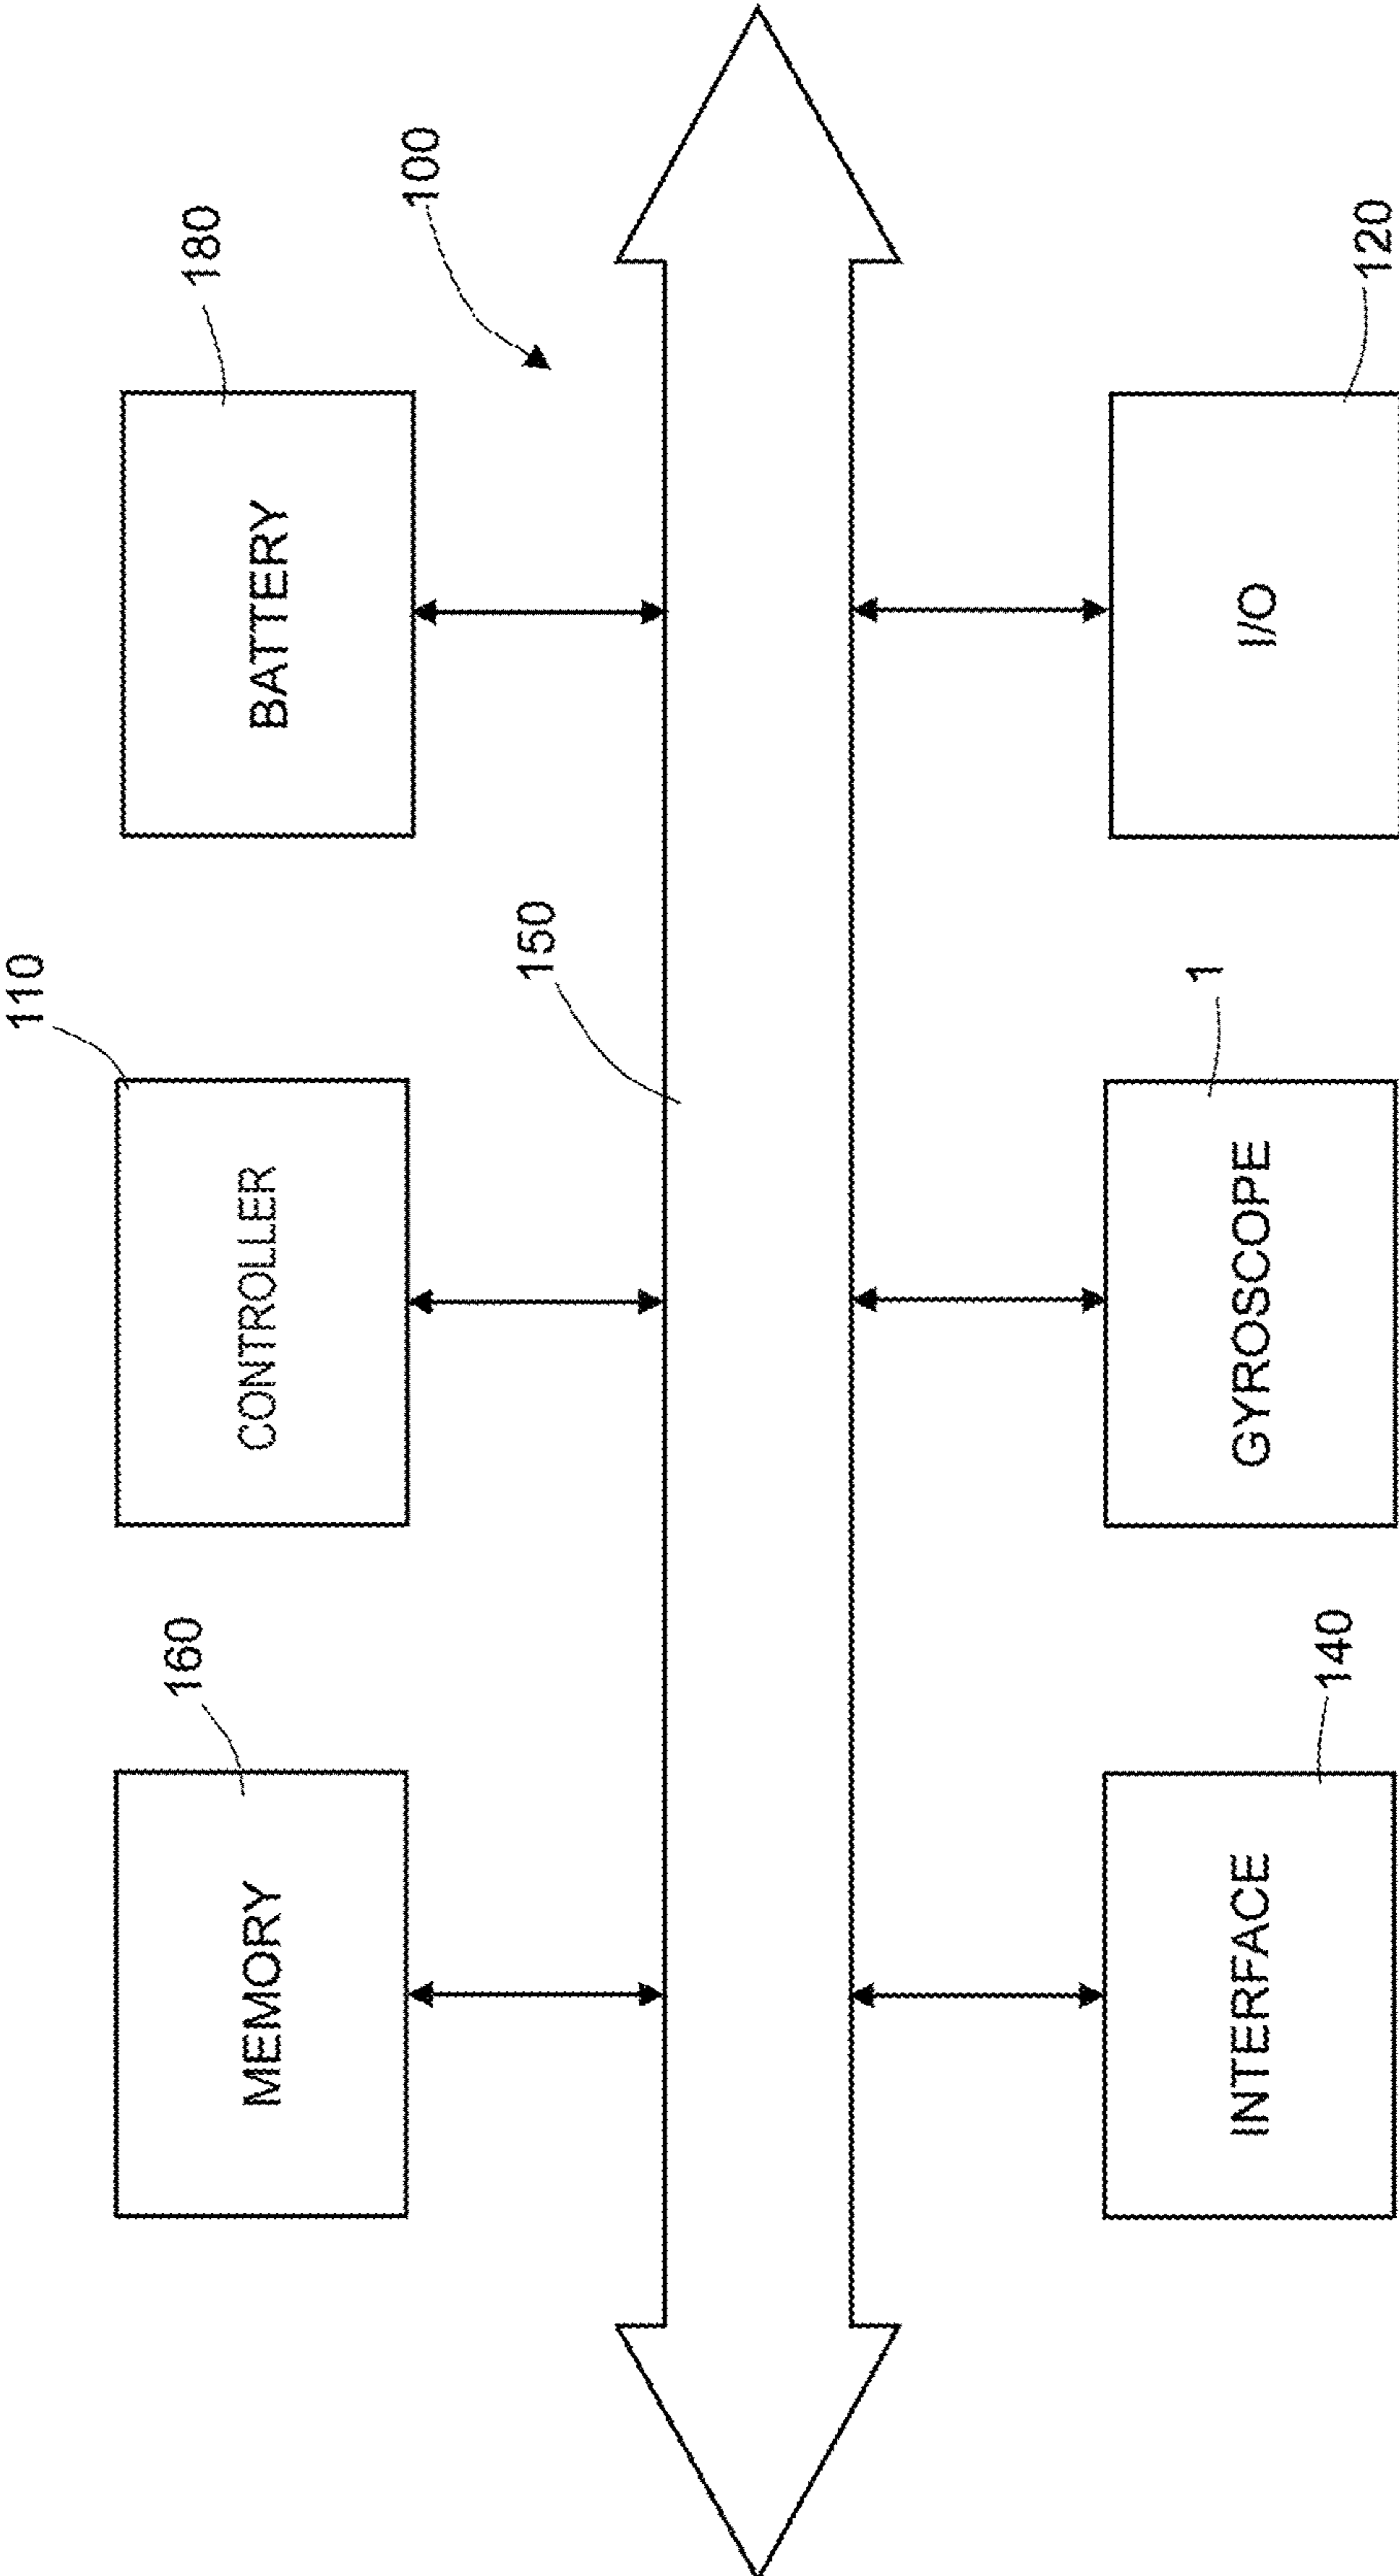 110
160
180
MEMORY
CONTROLLER
BATTERY
100
150
1
INTERFACE
GYROSCOPE
I/O
140
120